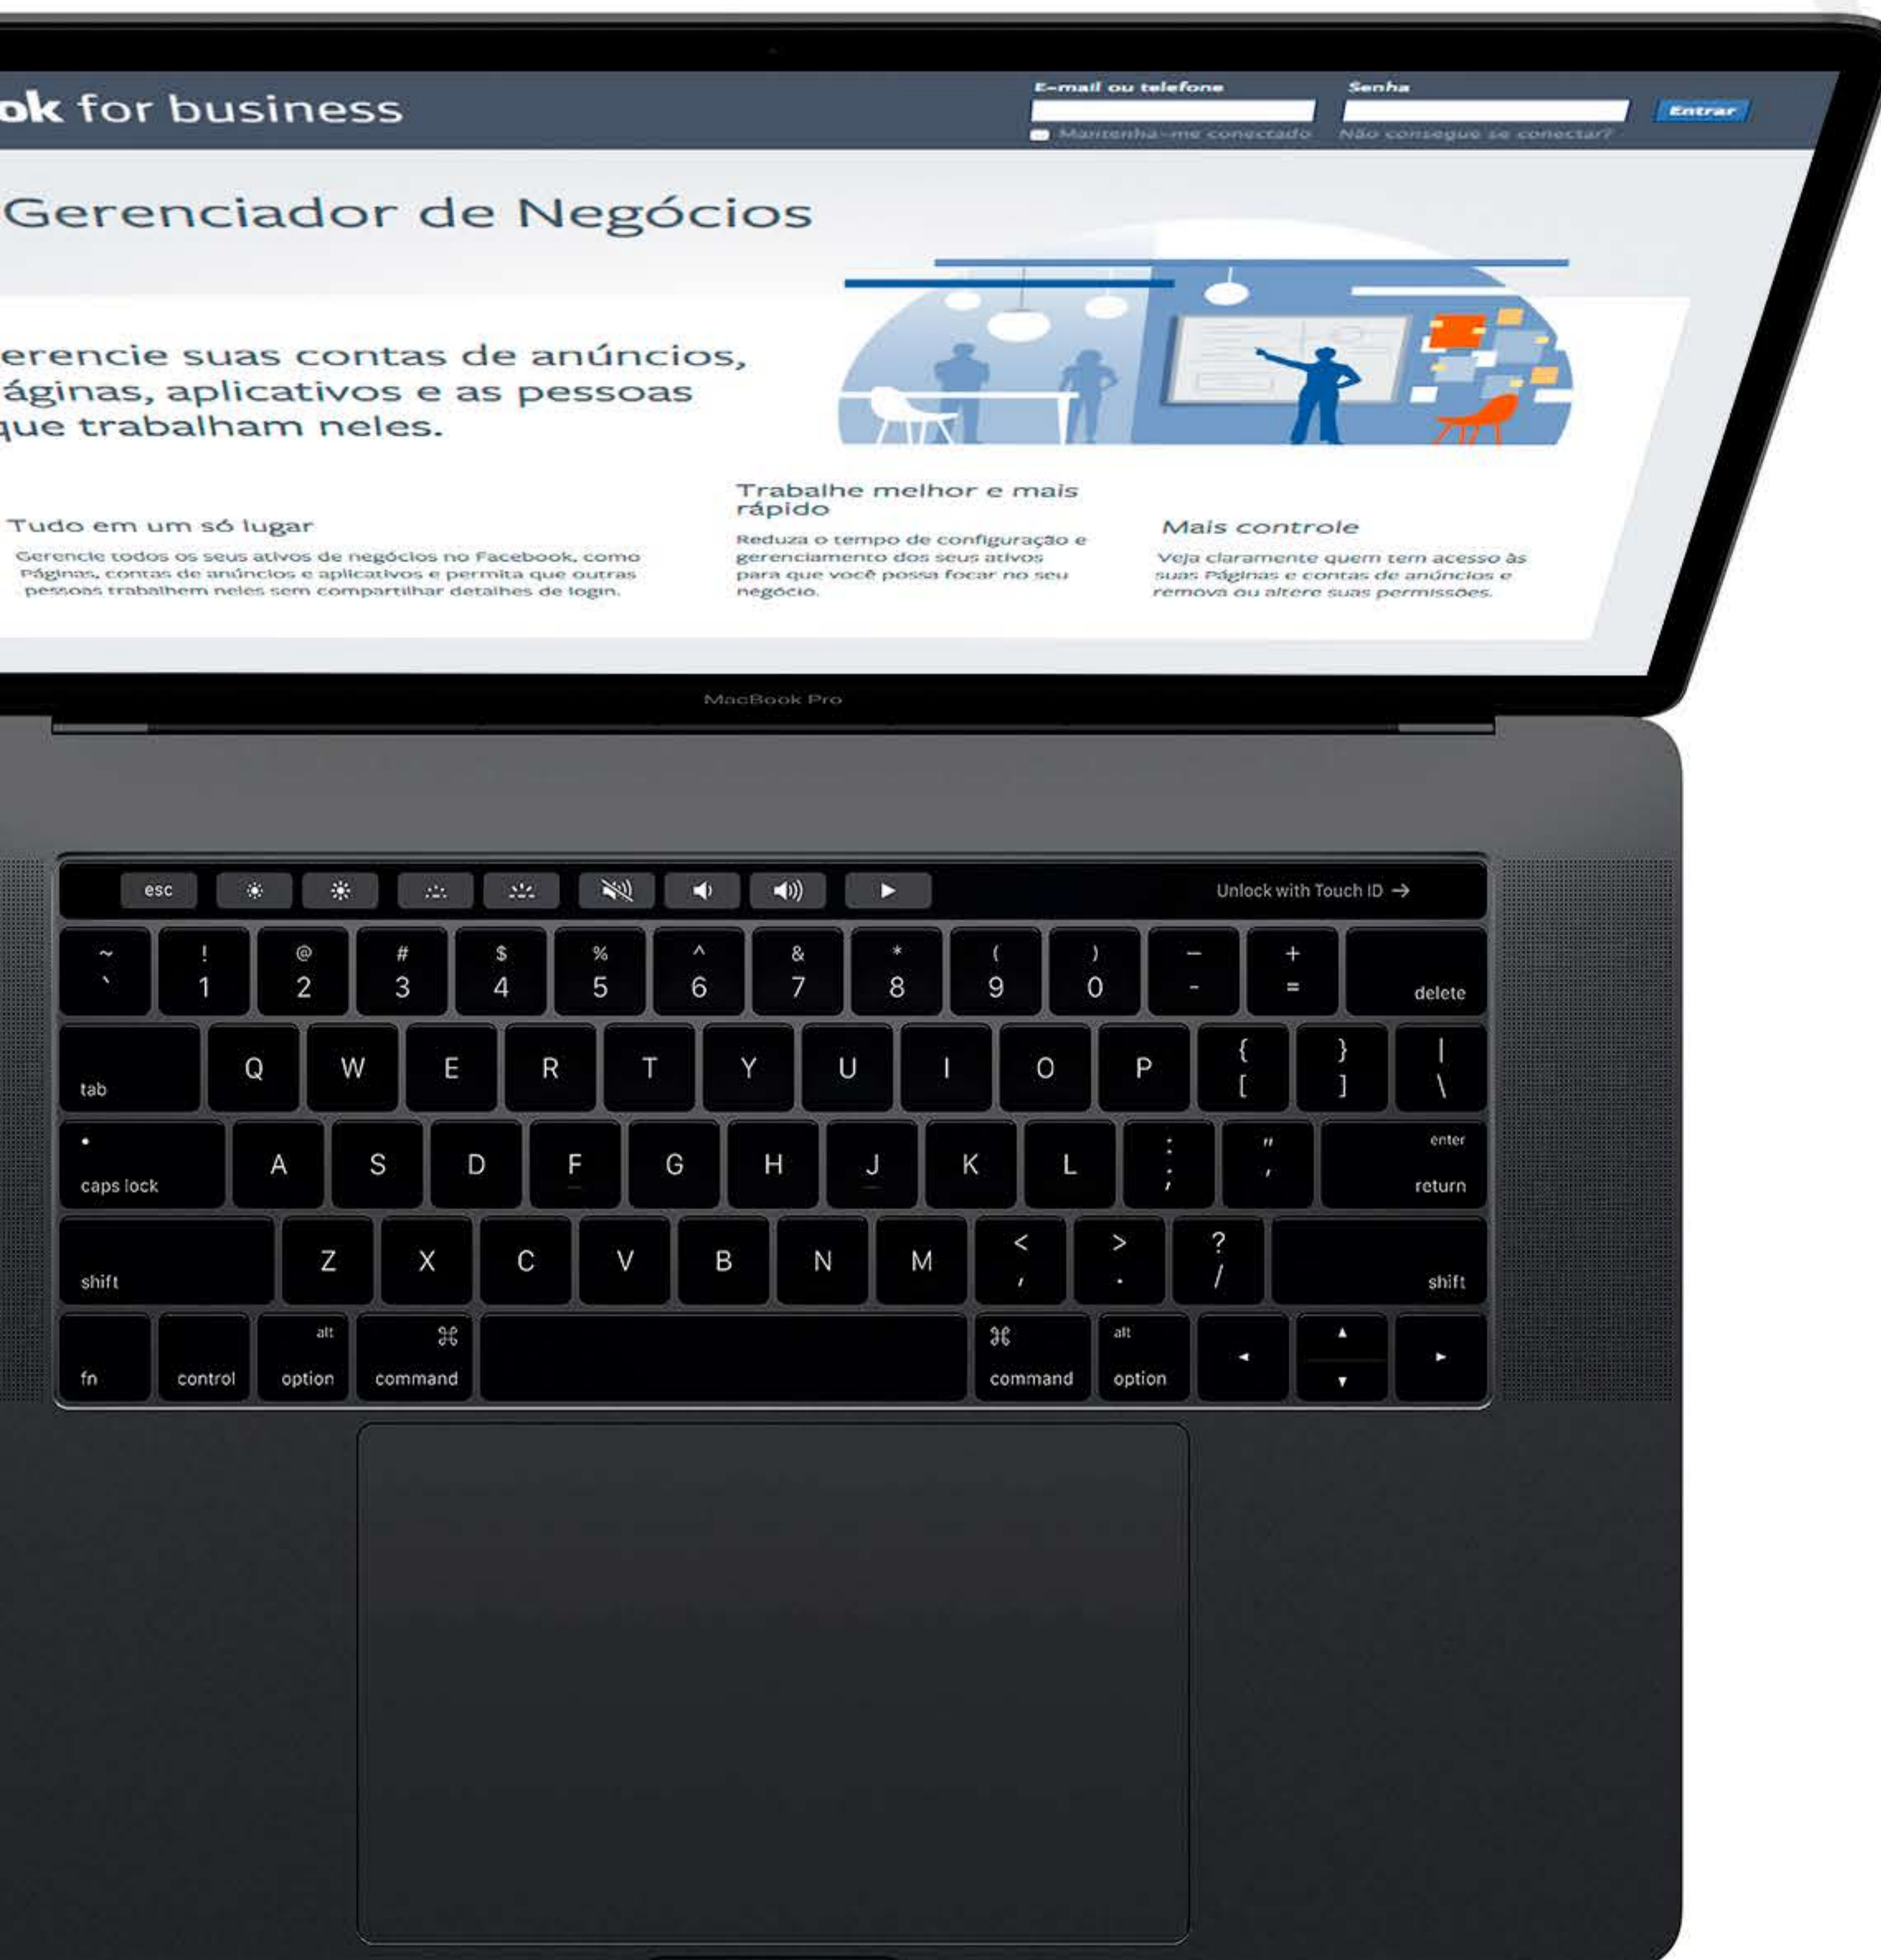 ok for business
E-mail ou telefone
Senha
Entrar
Mantenha-me conectado
Não consegue se conectar?
Gerenciador de Negócios
erencie suas contas de anúncios,
áginas, aplicativos e as pessoas
que trabalham neles.
Tudo em um só lugar
Gerencie todos os seus ativos de negócios no Facebook, como
Páginas, contas de anúncios e aplicativos e permita que outras
pessoas trabalhem neles sem compartilhar detalhes de login.
Trabalhe melhor e mais
rápido
Reduza o tempo de configuração e
gerenciamento dos seus ativos
para que você possa focar no seu
negócio.
Mais controle
Veja claramente quem tem acesso às
suas Páginas e contas de anúncios e
remova ou altere suas permissões.
MacBook Pro
esc Unlock with Touch ID →
~ ! @ # $ % ^ & * ( ) — +
` 1 2 3 4 5 6 7 8 9 0 - = delete
{ } |
tab Q W E R T Y U I O P [ ] \
: " enter
caps lock A S D F G H J K L ; ' return
< > ?
shift Z X C V B N M , . / shift
alt ⌘ ⌘ alt
fn control option command command option